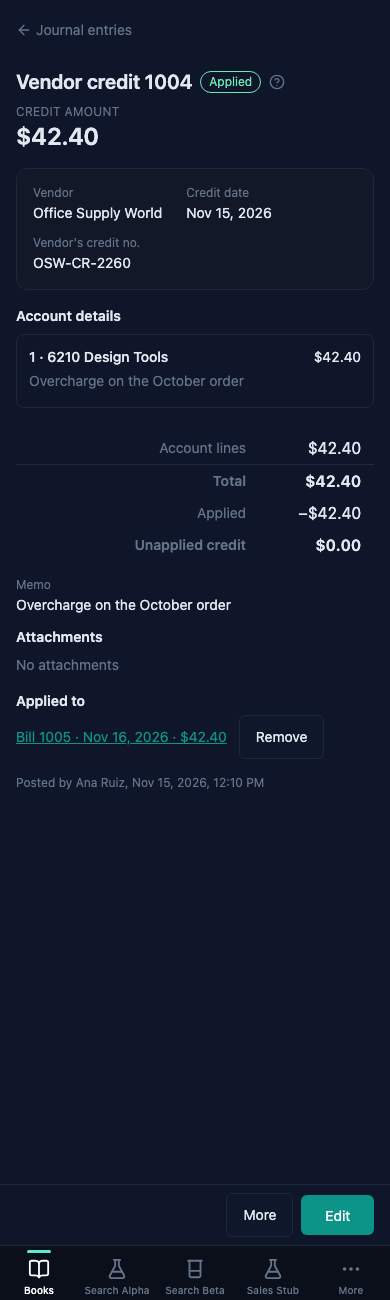 Journal entries
Vendor credit 1004 Applied
CREDIT AMOUNT
$42.40
Vendor Credit date
Office Supply World Nov 15, 2026
Vendor's credit no.
OSW-CR-2260
Account details
1 · 6210 Design Tools $42.40
Overcharge on the October order
Account lines $42.40
Total $42.40
Applied –$42.40
Unapplied credit $0.00
Memo
Overcharge on the October order
Attachments
No attachments
Applied to
Bill 1005 · Nov 16, 2026 · $42.40 Remove
Posted by Ana Ruiz, Nov 15, 2026, 12:10 PM
More Edit
Books Search Alpha Search Beta Sales Stub More